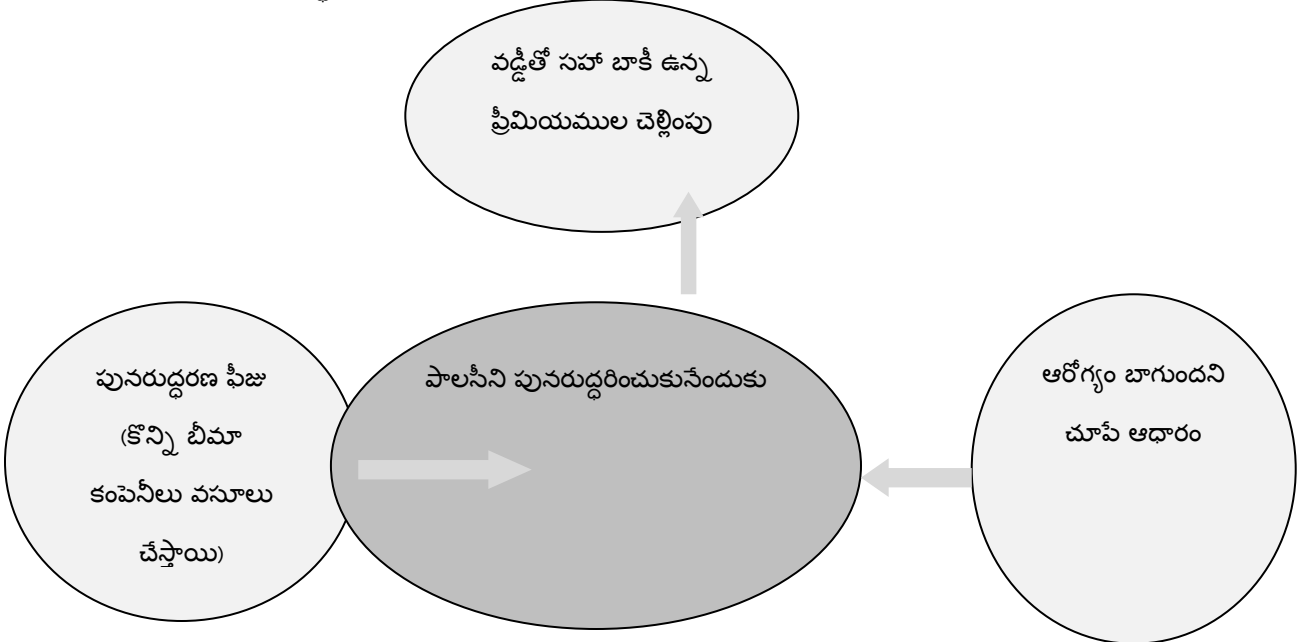 వడ్డీతో సహా బాకీ ఉన్న
ప్రీమియముల చెల్లింపు
పునరుద్ధరణ ఫీజు
(కొన్ని బీమా
కంపెనీలు వసూలు
చేస్తాయి)
పాలసీని పునరుద్ధరించుకునేందుకు
ఆరోగ్యం బాగుందని
చూపే ఆధారం